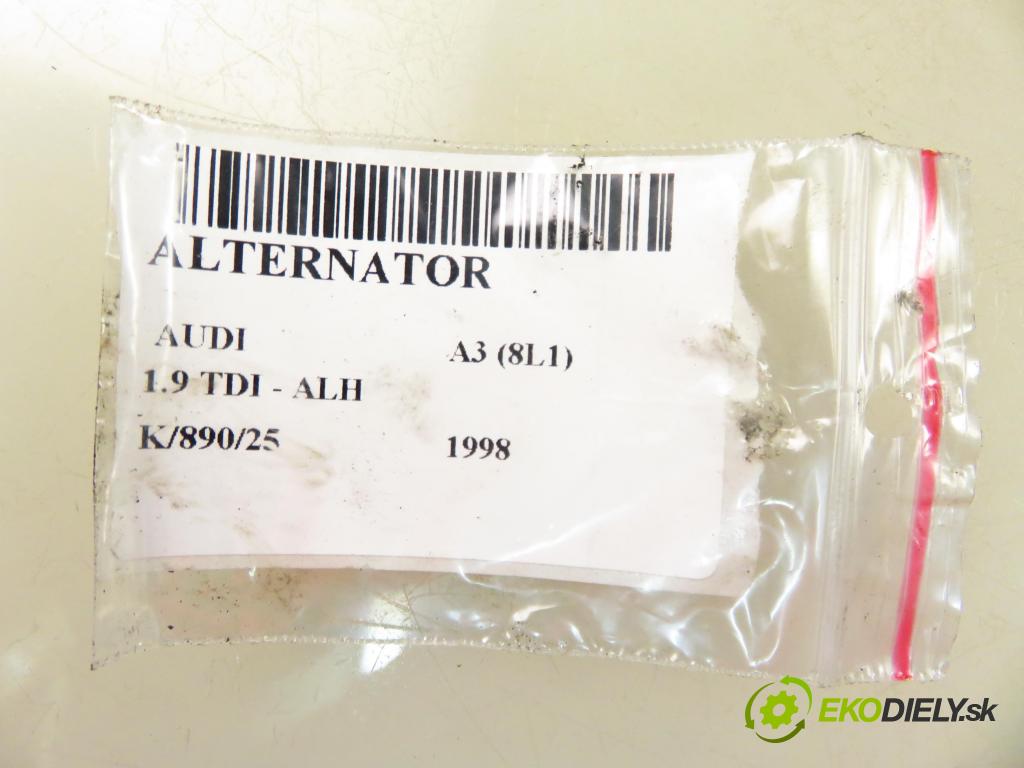 ALTERNATOR
AUDI A3 (8L1)
1.9 TDI - ALH
K/890/25 1998
EKODIELY.sk